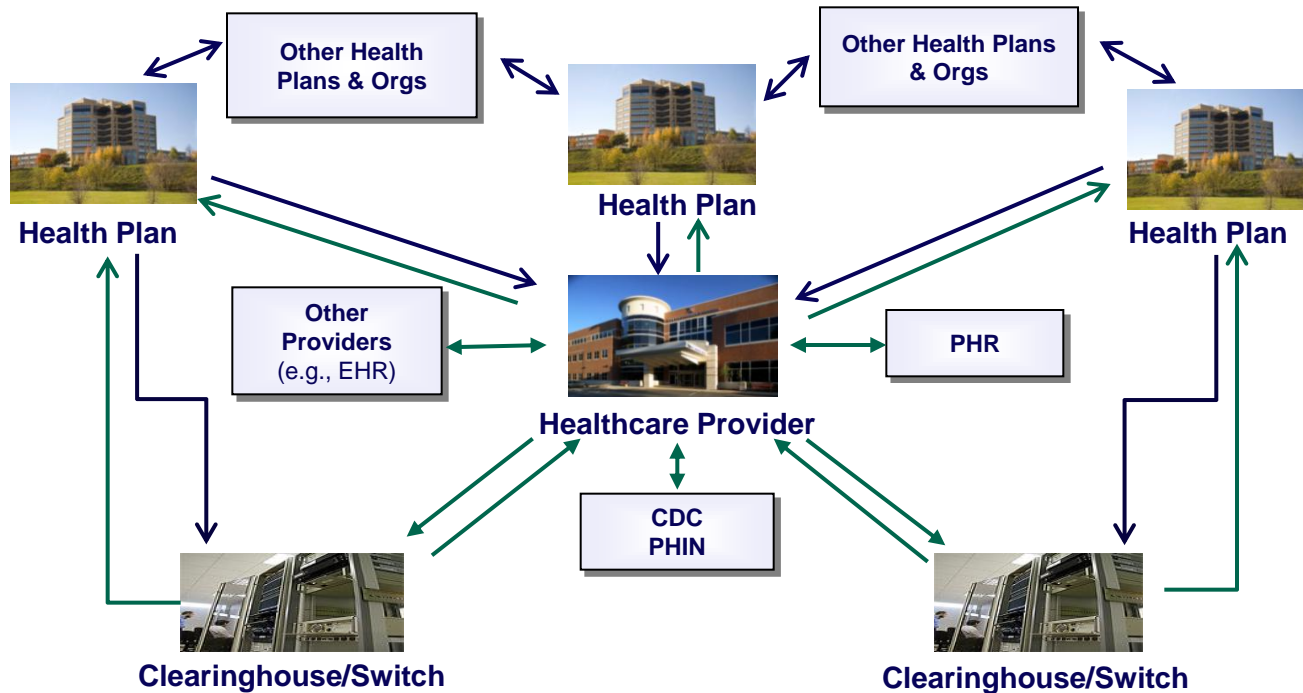 Other Health
Plans & Orgs
Other Health Plans
& Orgs
Health Plan
Health Plan
Health Plan
Other
Providers
(e.g., EHR)
PHR
Healthcare Provider
CDC
PHIN
Clearinghouse/Switch
Clearinghouse/Switch